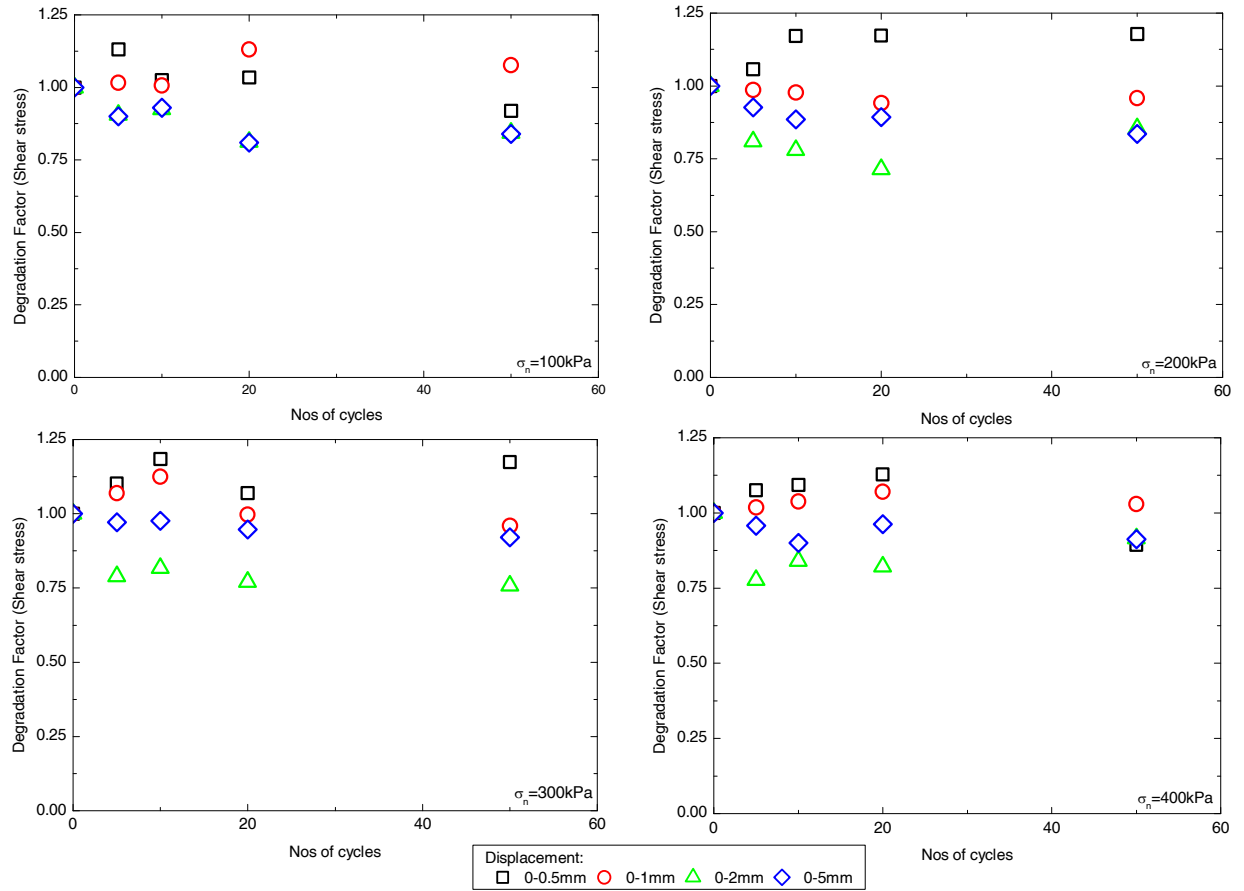 1.25
1.00
0.75
0.50
0.25
0.00
Degradation Factor (Shear stress)
σn=100kPa
0 20 40 60
Nos of cycles
1.25
1.00
0.75
0.50
0.25
0.00
Degradation Factor (Shear stress)
σn=200kPa
0 20 40 60
Nos of cycles
1.25
1.00
0.75
0.50
0.25
0.00
Degradation Factor (Shear stress)
σn=300kPa
0 20 40 60
Nos of cycles
1.25
1.00
0.75
0.50
0.25
0.00
Degradation Factor (Shear stress)
σn=400kPa
0 20 40 60
Nos of cycles
Displacement:
0-0.5mm 0-1mm 0-2mm 0-5mm